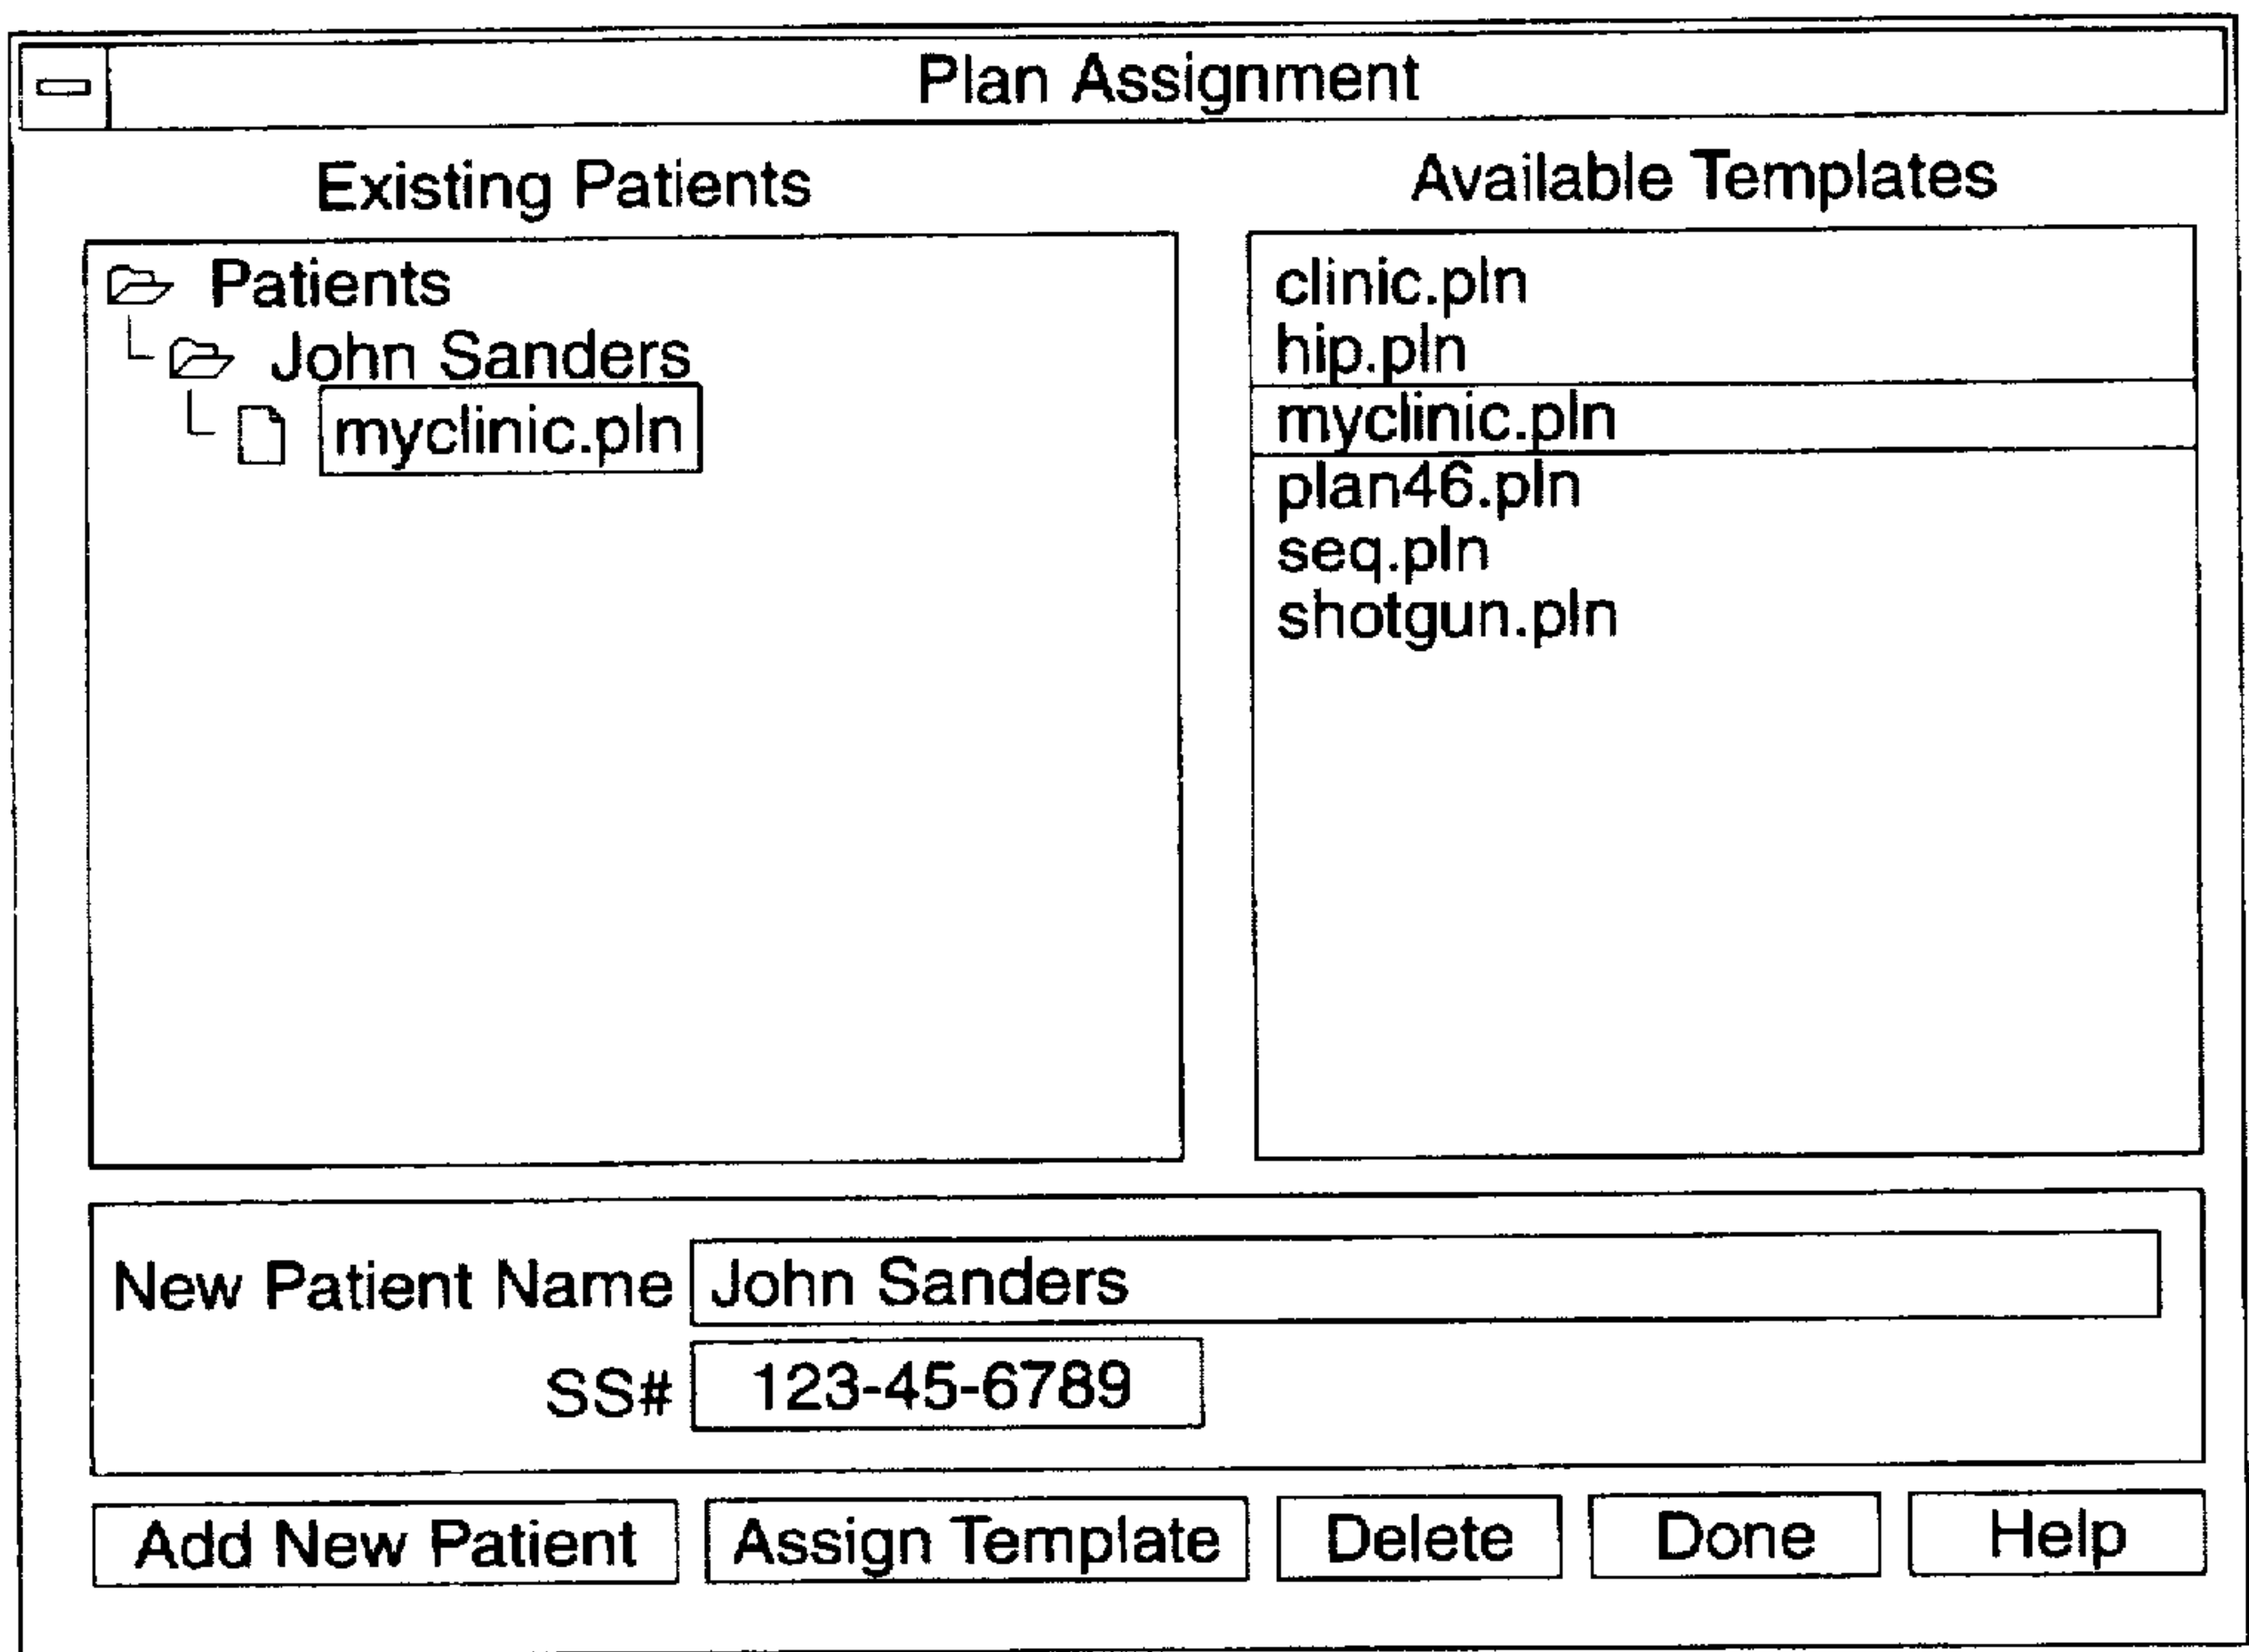 Plan Assignment
Existing Patients
Patients
John Sanders
myclinic.pln
Available Templates
clinic.pln
hip.pln
myclinic.pln
plan46.pln
seq.pln
shotgun.pln
New Patient Name John Sanders
SS# 123-45-6789
Add New Patient Assign Template Delete Done Help